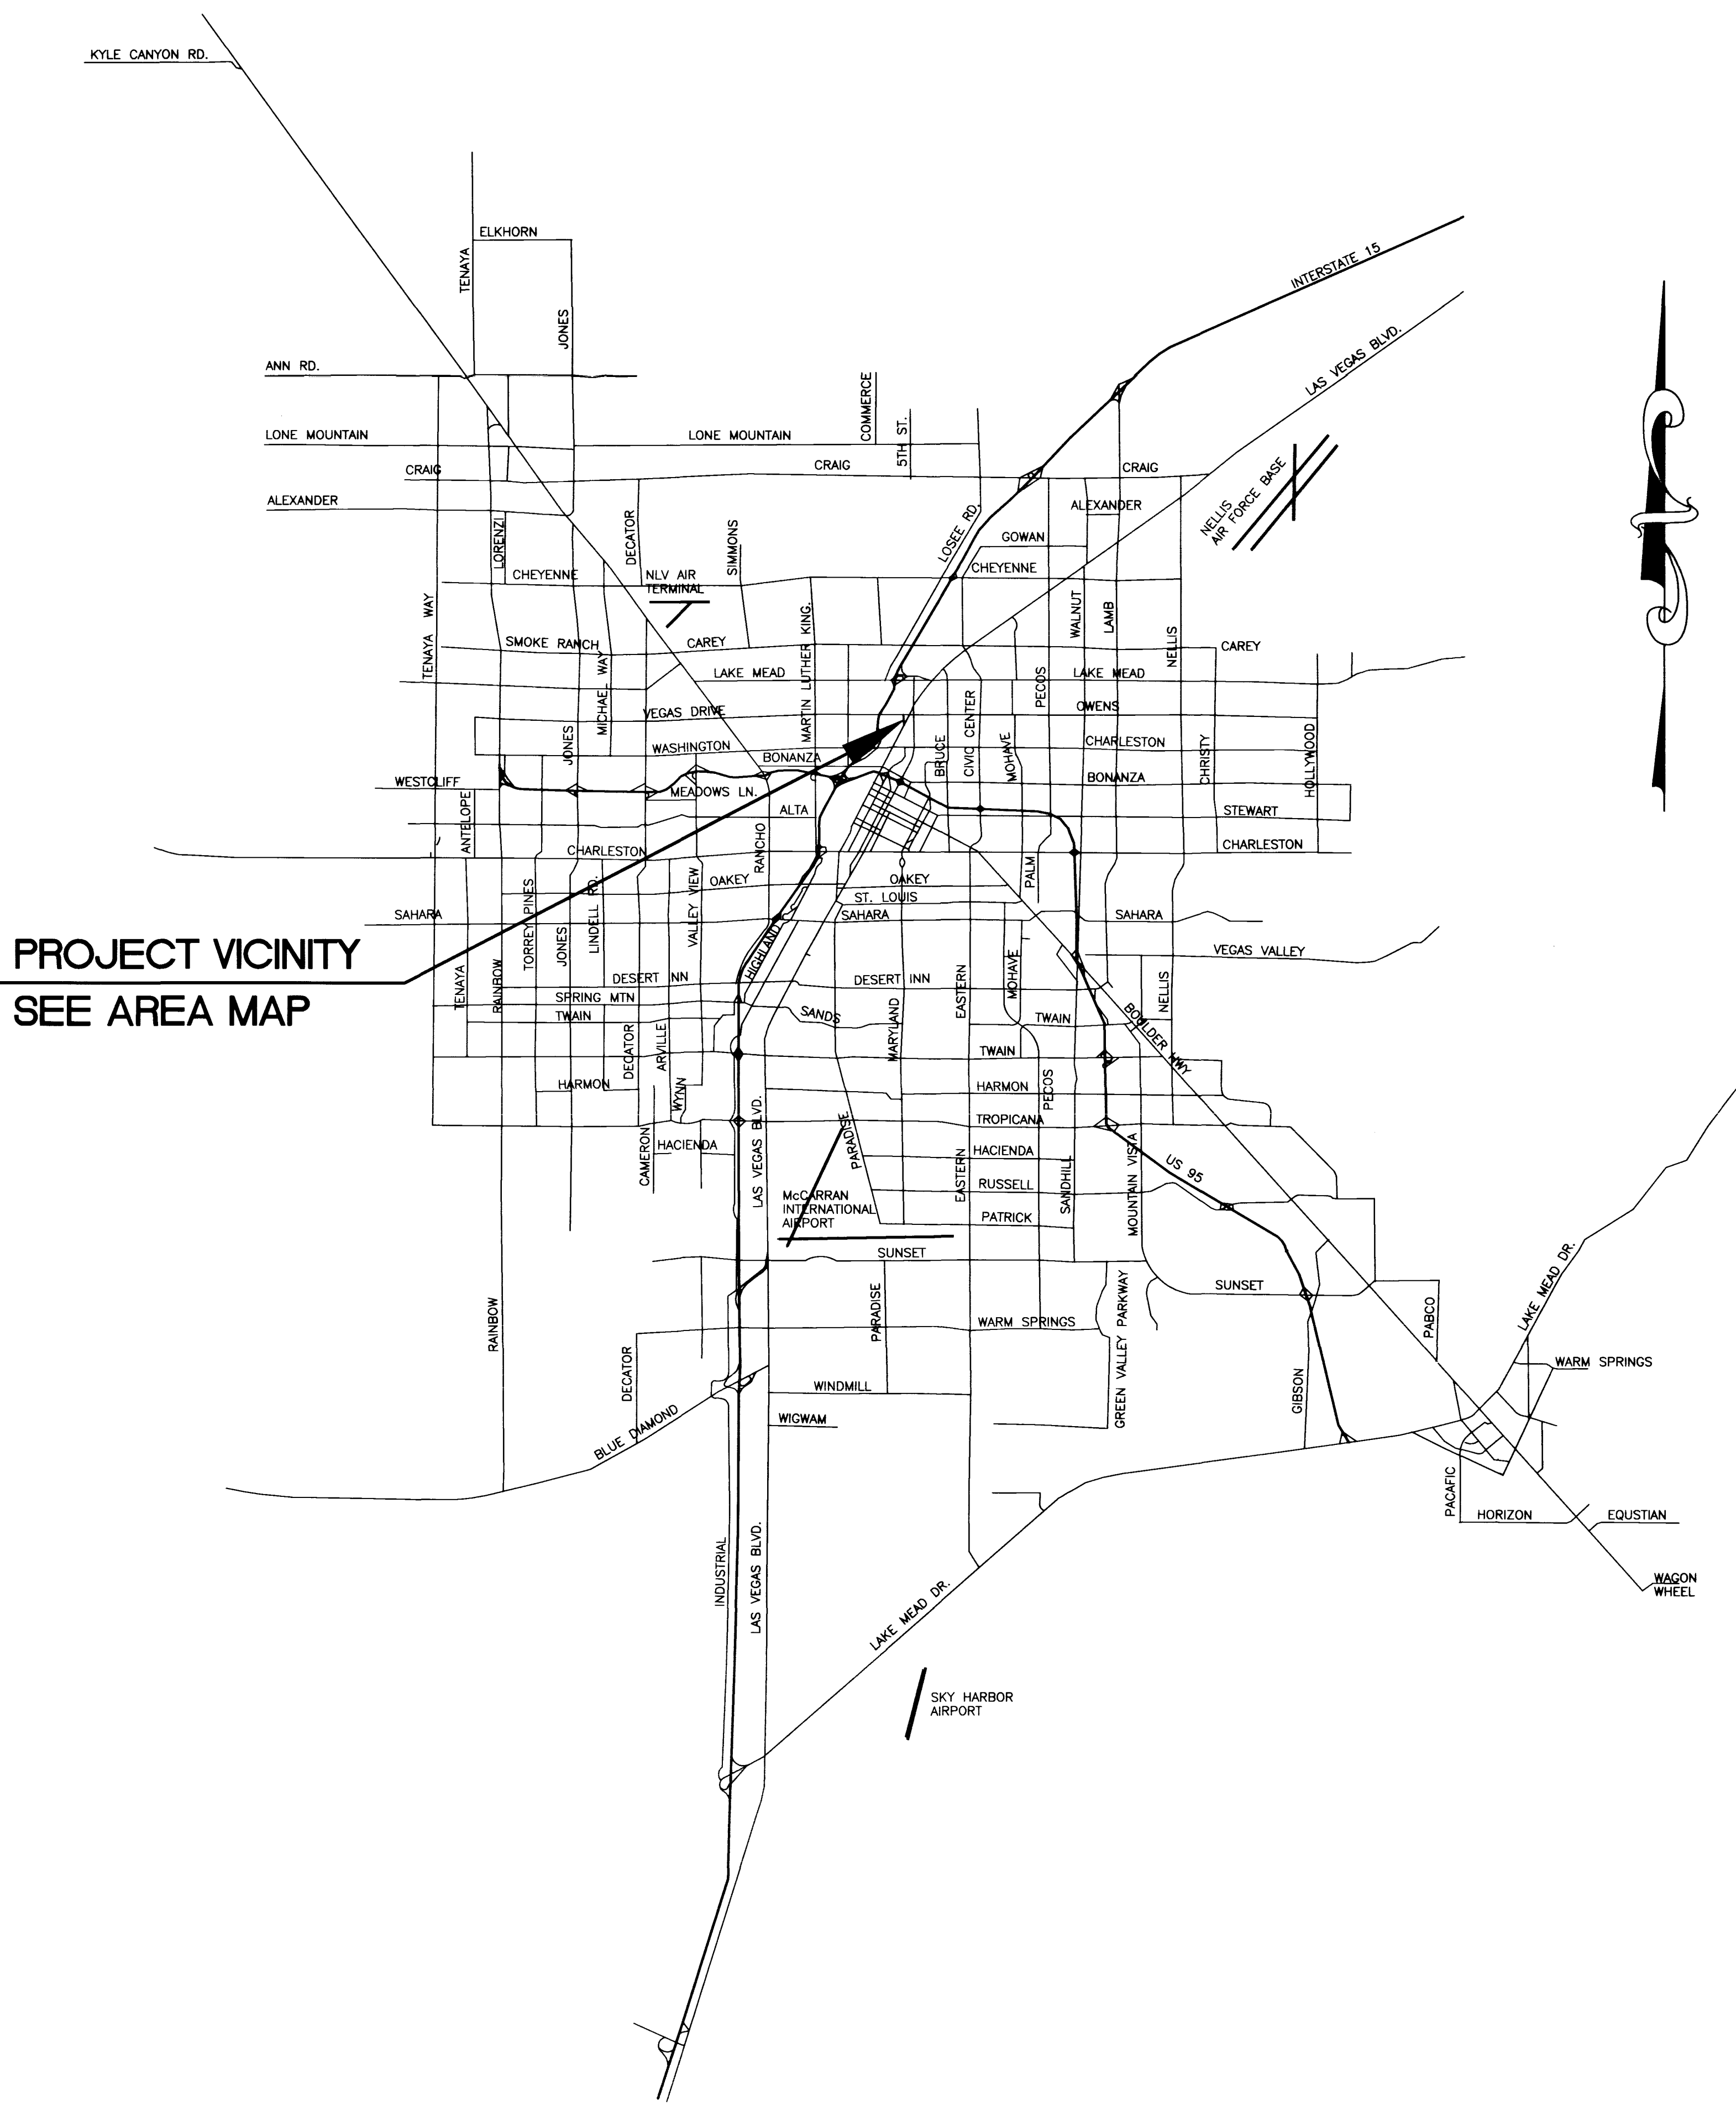 KYLE CANYON RD.
ELKHORN
TENAYA
JONES
INTERSTATE 15
LAS VEGAS BLVD.
ANN RD.
COMMERCE
5TH ST.
LONE MOUNTAIN
LONE MOUNTAIN
CRAIG
CRAIG
CRAIG
ALEXANDER
ALEXANDER
NELLIS
AIR FORCE BASE
LORENZI
DECATOR
SIMMONS
LOSEE RD.
GOWAN
CHEYENNE
CHEYENNE
NLV AIR
TERMINAL
TENAYA WAY
MARTIN LUTHER KING.
WALNUT
LAMB
NELLIS
SMOKE RANCH
CAREY
CAREY
MICHAEL WAY
LAKE MEAD
LAKE MEAD
PECOS
VEGAS DRIVE
OWENS
CIVIC CENTER
JONES
WASHINGTON
BONANZA
BRUCE
MOHAVE
CHARLESTON
CHRISTY
HOLLYWOOD
WESTCLIFF
BONANZA
MEADOWS LN.
ANTELOPE
ALTA
STEWART
RANCHO
CHARLESTON
CHARLESTON
PALM
OAKEY
OAKEY
TORREY PINES
LINDELL RD.
VALLEY VIEW
ST. LOUIS
SAHARA
SAHARA
SAHARA
PROJECT VICINITY
SEE AREA MAP
JONES
HIGHLAND
VEGAS VALLEY
TENAYA
RAINBOW
DESERT INN
DESERT INN
EASTERN
MOHAVE
NELLIS
SPRING MTN
TWAIN
SANDS
MARYLAND
TWAIN
BOULDER HWY
DECATOR
ARVILLE
TWAIN
HARMON
WYNN
HARMON
PECOS
LAS VEGAS BLVD.
PARADISE
TROPICANA
CAMERON
HACIENDA
HACIENDA
EASTERN
SANDHILL
MOUNTAIN VISTA
US 95
McCARRAN
INTERNATIONAL
AIRPORT
RUSSELL
PATRICK
SUNSET
SUNSET
LAKE MEAD DR.
RAINBOW
PARADISE
WARM SPRINGS
GREEN VALLEY PARKWAY
PABCO
WARM SPRINGS
DECATOR
WINDMILL
GIBSON
BLUE DIAMOND
WIGWAM
PACAFIC
HORIZON
EQUSTIAN
INDUSTRIAL
LAS VEGAS BLVD.
LAKE MEAD DR.
WAGON
WHEEL
SKY HARBOR
AIRPORT